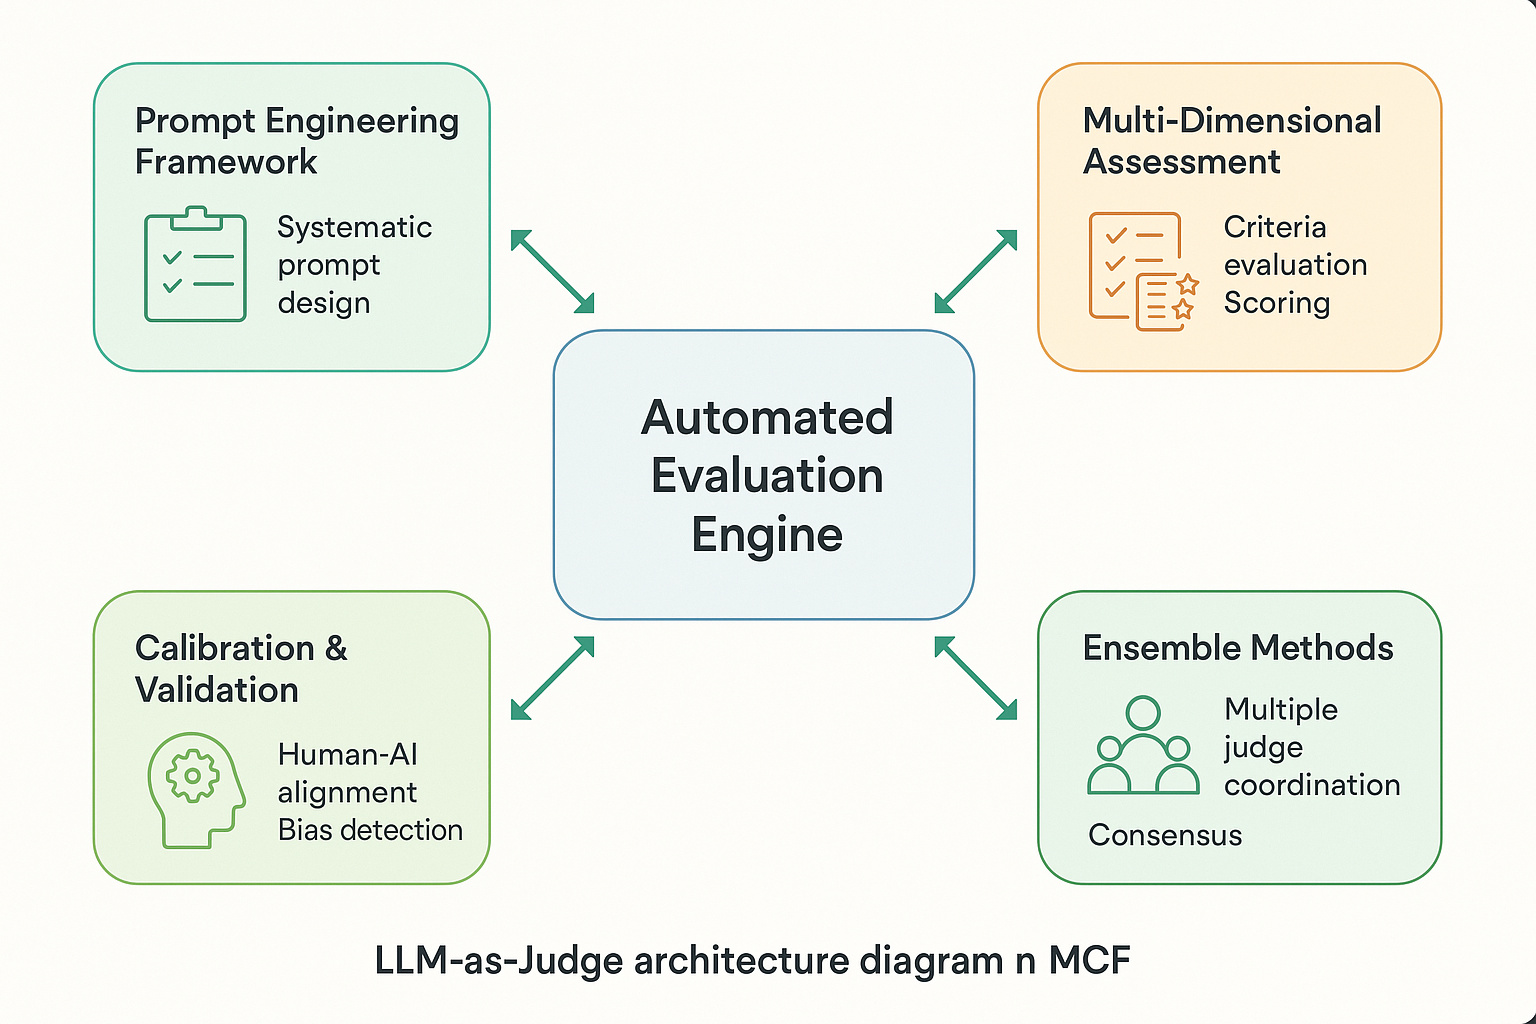 Prompt Engineering
Framework
Systematic
prompt
design
Multi-Dimensional
Assessment
Criteria
evaluation
Scoring
Automated
Evaluation
Engine
Calibration &
Validation
Human-AI
alignment
Bias detection
Ensemble Methods
Multiple
judge
coordination
Consensus
LLM-as-Judge architecture diagram n MCF